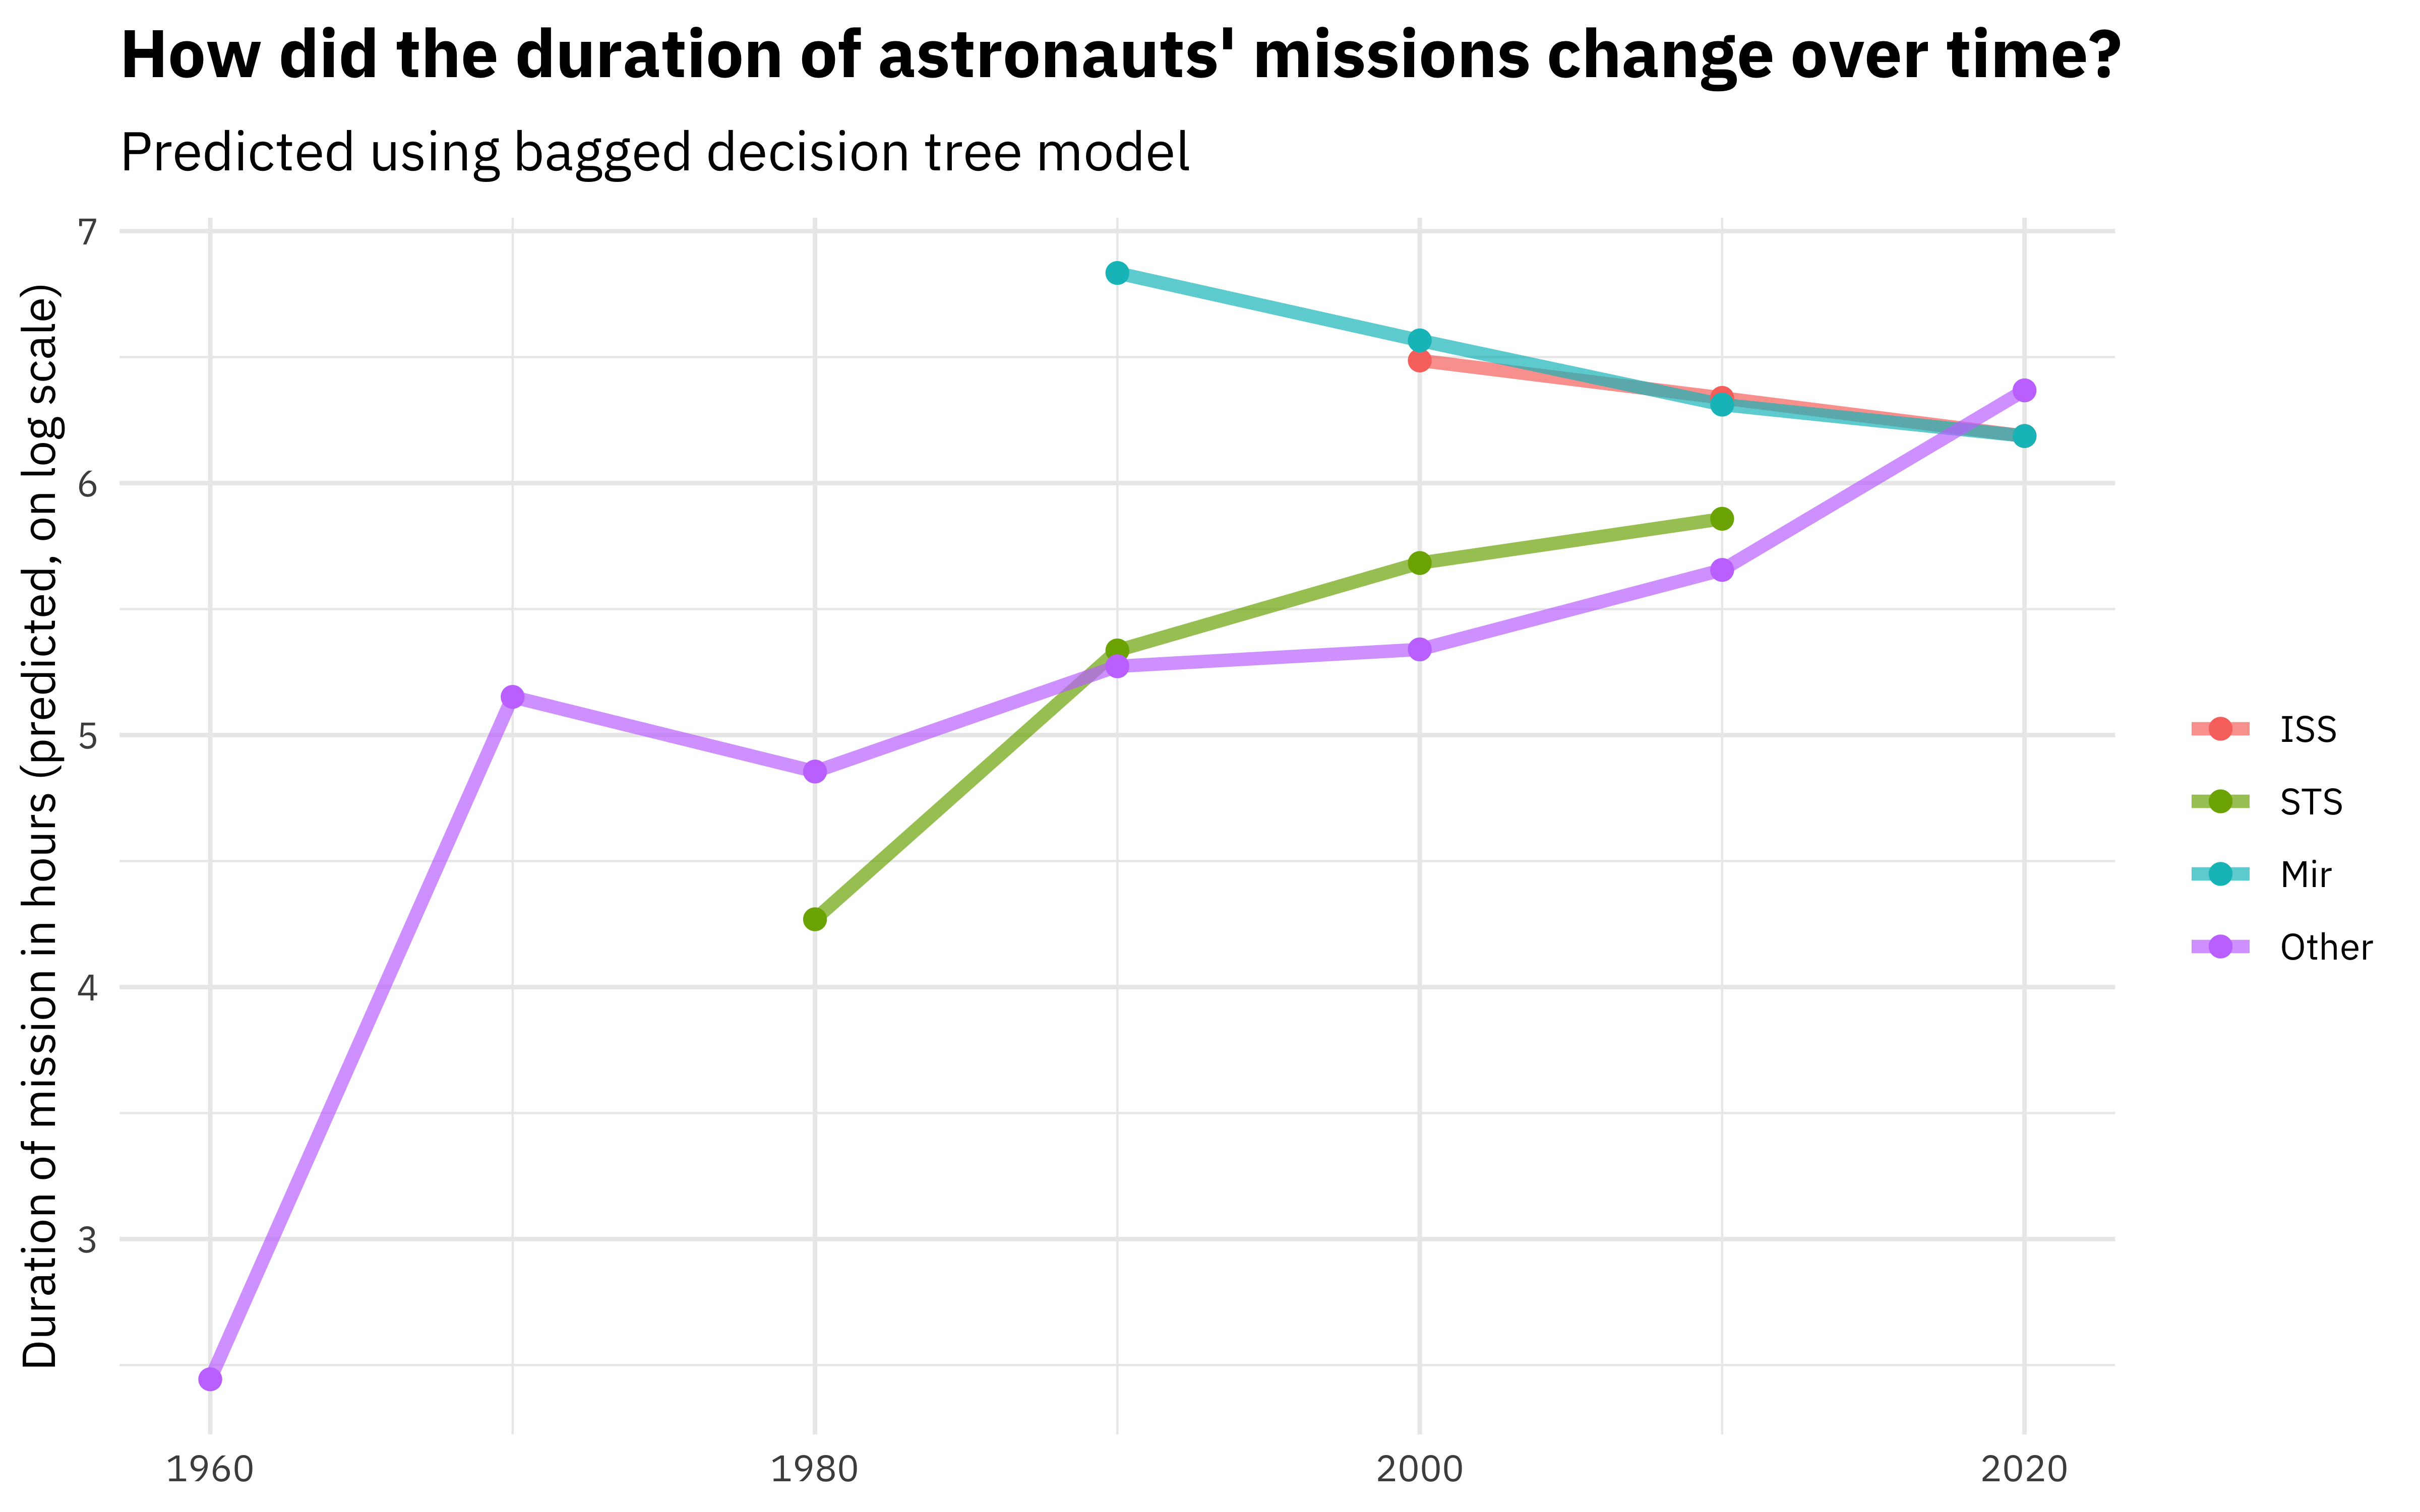 How did the duration of astronauts' missions change over time?
Predicted using bagged decision tree model
Duration of mission in hours (predicted, on log scale)
7
6
5
4
3
1960
1980
2000
2020
ISS
STS
Mir
Other